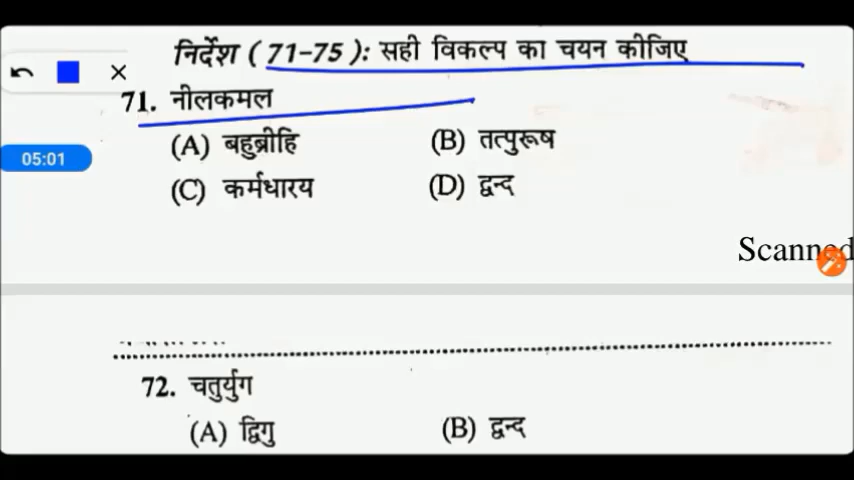 निर्देश ( 71-75 ): सही विकल्प का चयन कीजिए
71. नीलकमल
(A) बहुब्रीहि (B) तत्पुरूष
05:01
(C) कर्मधारय (D) द्वन्द
Scanned
72. चतुर्युग
(A) द्विगु (B) द्वन्द